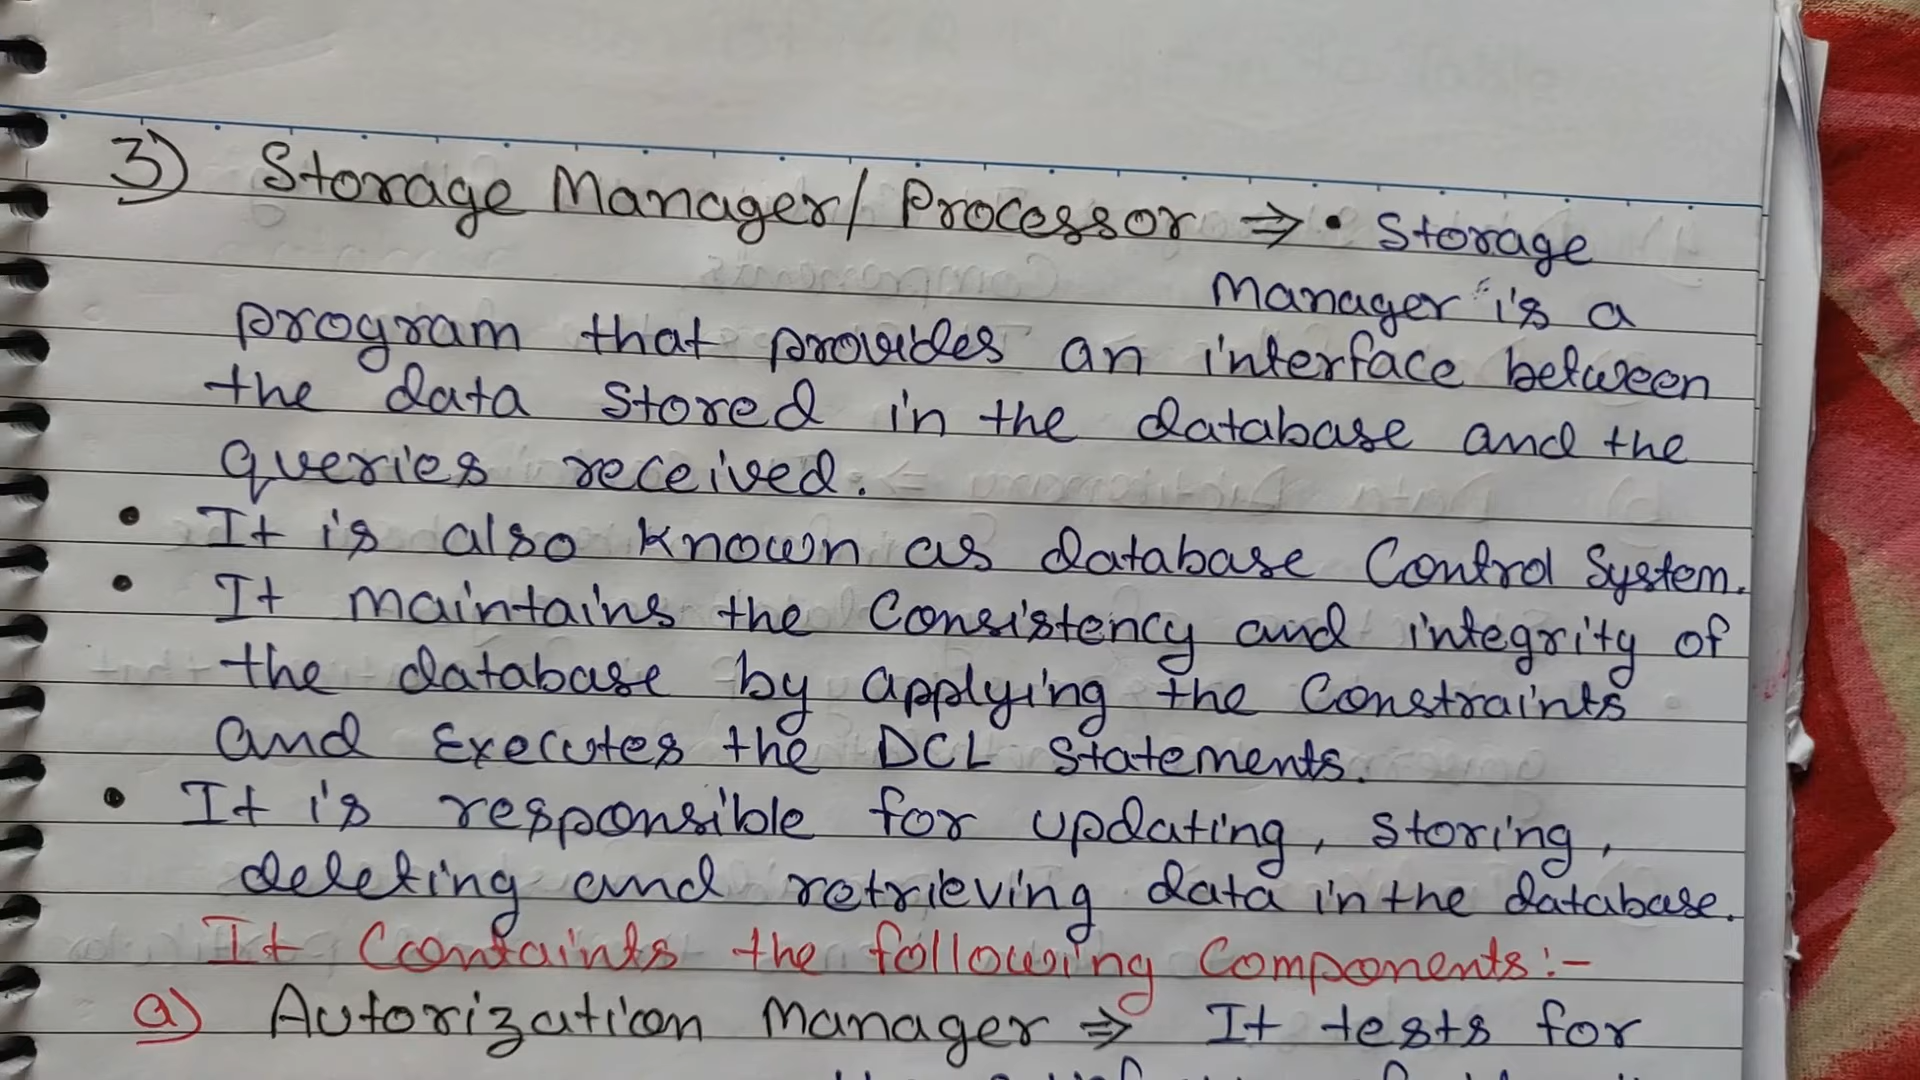 3) Storage Manager/ Processor ⇒ • Storage
Manager is a
program that provides an interface between
the data stored in the database and the
queries received.
• It is also known as database Control System.
• It maintains the Consistency and integrity of
the database by applying the Constraints
and Executes the DCL Statements.
• It is responsible for updating, storing,
deleting and retrieving data in the database.
It Containts the following Components:-
a) Autorization Manager ⇒ It tests for